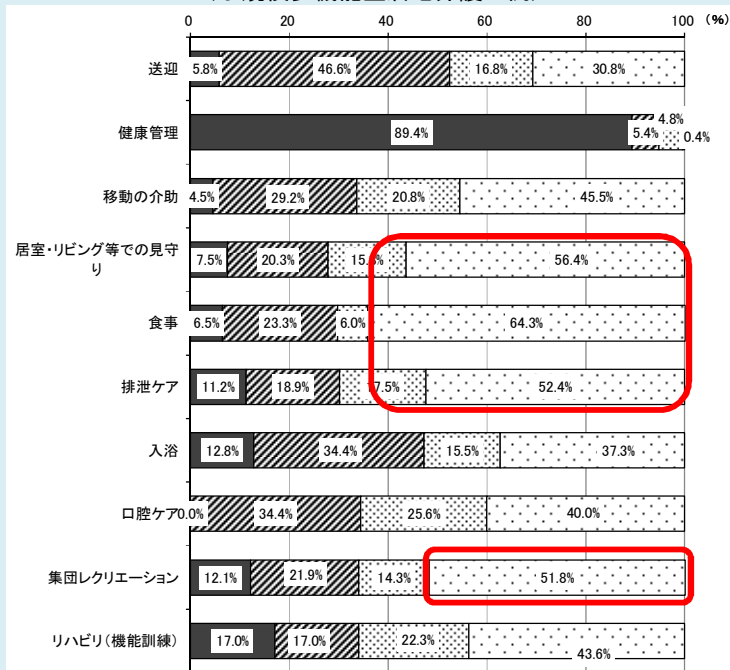 0 20 40 60 80 100 (%)
送迎 5.8% 46.6% 16.8% 30.8%
健康管理 89.4% 5.4% 4.8% 0.4%
移動の介助 4.5% 29.2% 20.8% 45.5%
居室・リビング等での見守
り 7.5% 20.3% 56.4%
食事 6.5% 23.3% 6.0% 64.3%
排泄ケア 11.2% 18.9% 7.5% 52.4%
入浴 12.8% 34.4% 15.5% 37.3%
口腔ケア 0.0% 34.4% 25.6% 40.0%
集団レクリエーション 12.1% 21.9% 14.3% 51.8%
リハビリ(機能訓練) 17.0% 17.0% 22.3% 43.6%